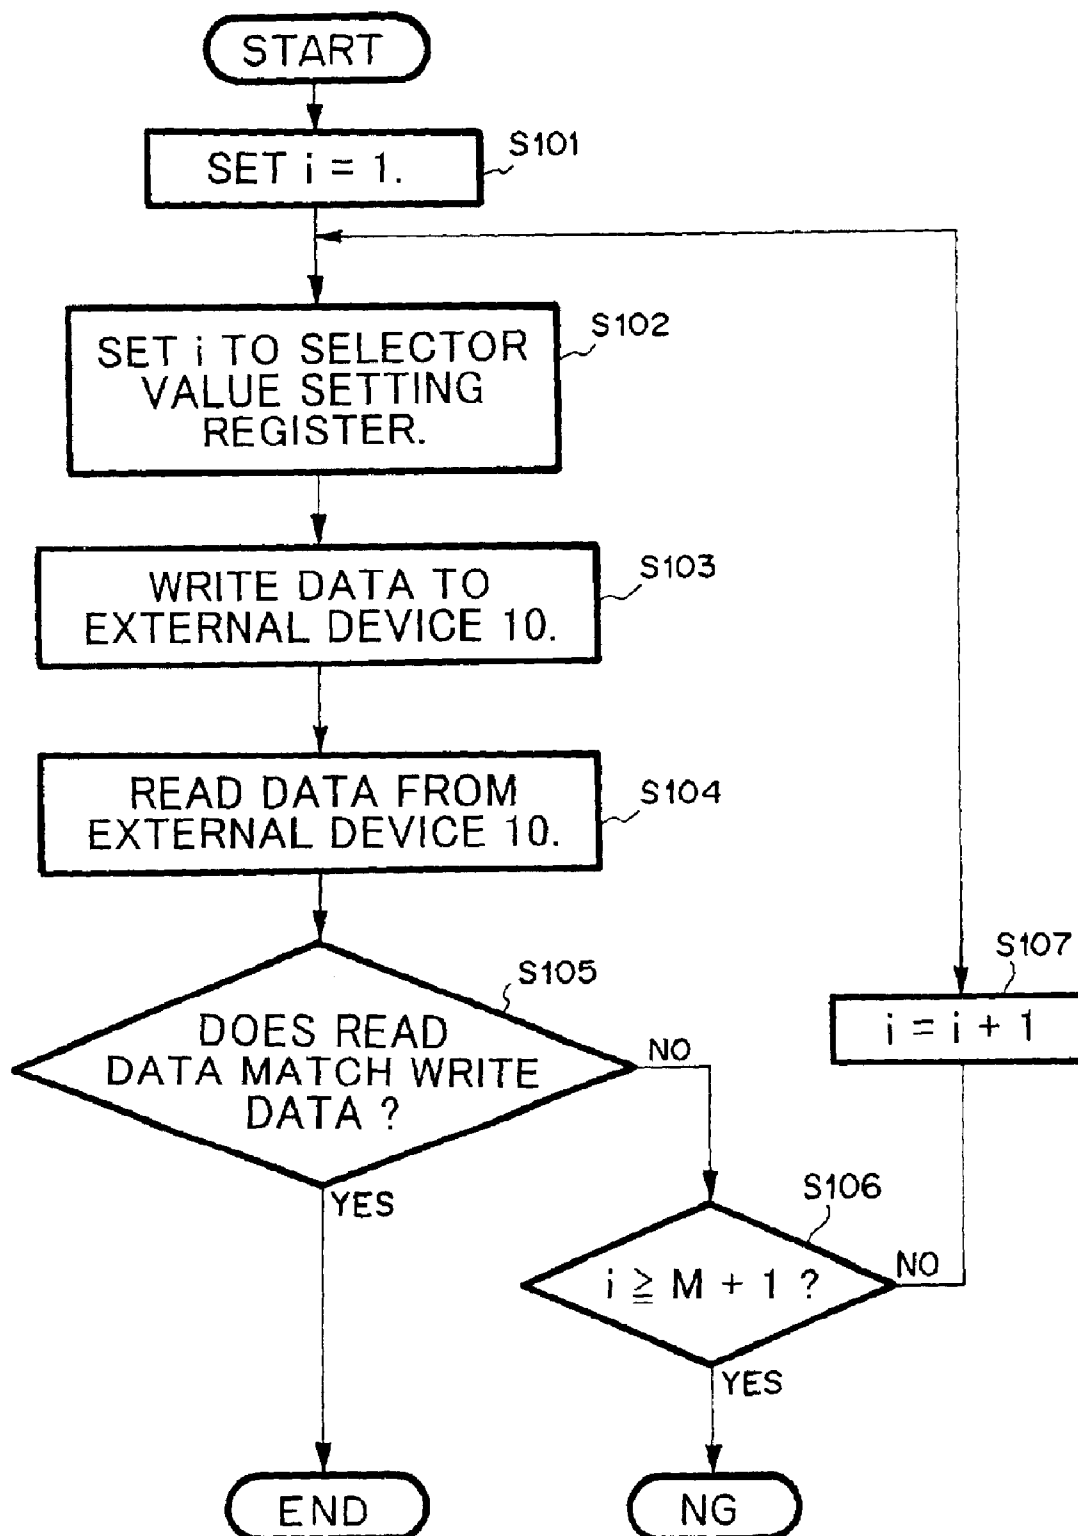 START
S101
SET i = 1.
S102
SET i TO SELECTOR
VALUE SETTING
REGISTER.
S103
WRITE DATA TO
EXTERNAL DEVICE 10.
S104
READ DATA FROM
EXTERNAL DEVICE 10.
S105
DOES READ
DATA MATCH WRITE
DATA ?
NO
YES
S107
i = i + 1
S106
i ≧ M + 1 ?
NO
YES
END
NG